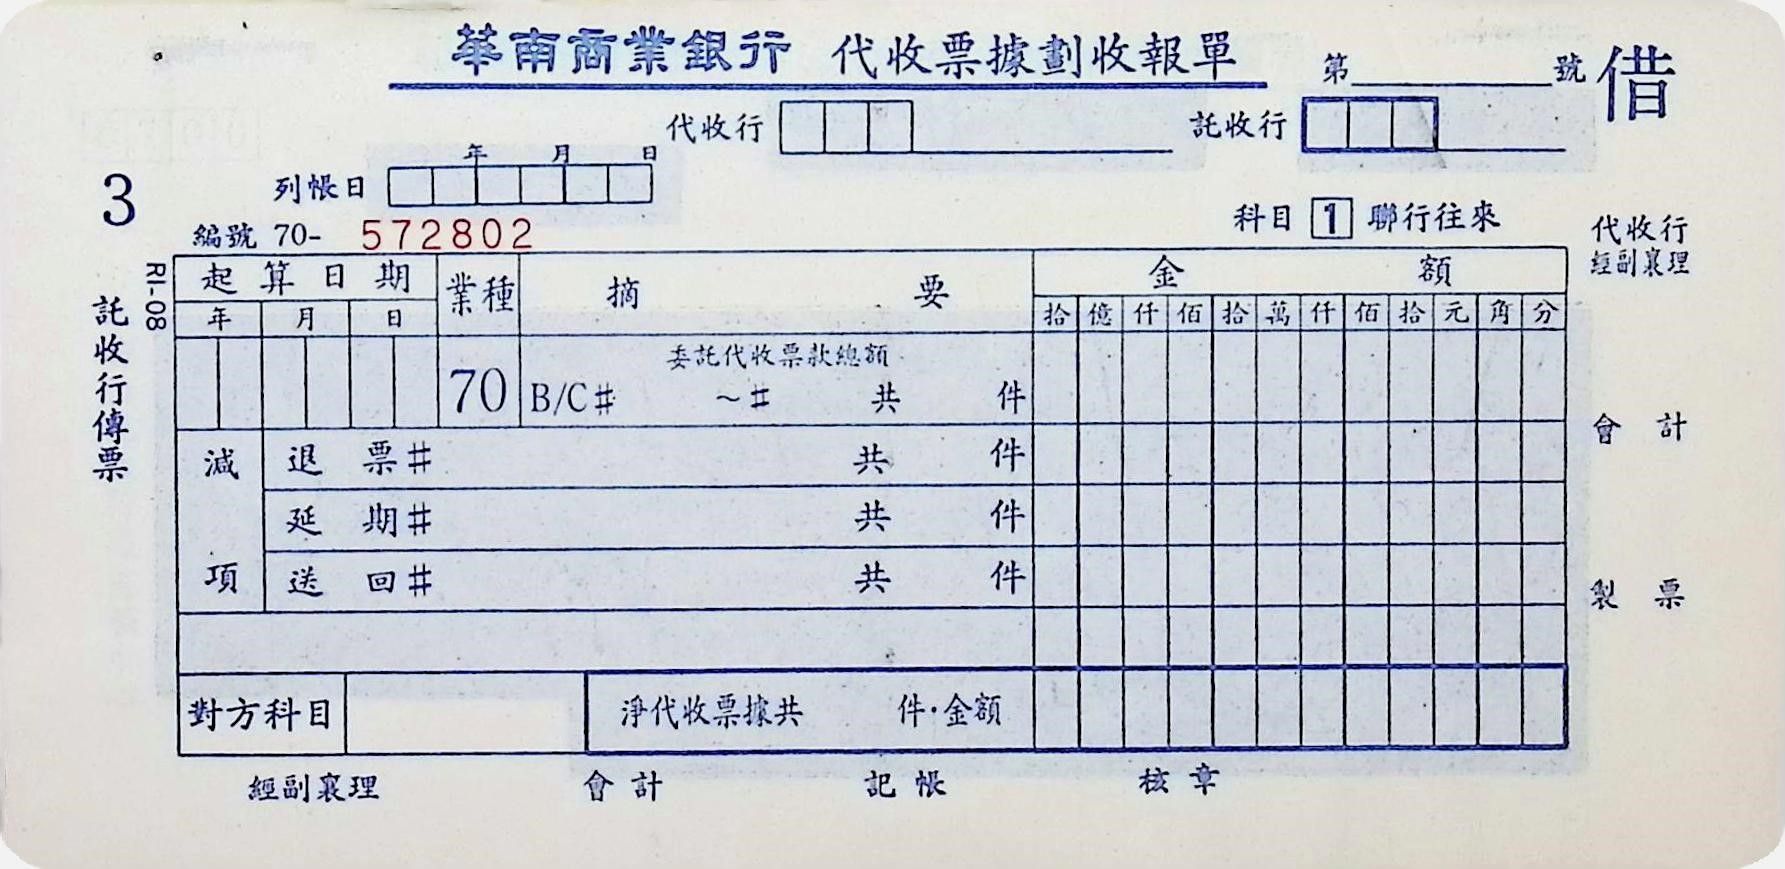 華南商業銀行 代收票據劃收報單
第 號
借
代收行
託收行
年 月 日
列帳日
3
編號 70- 572802
科目 1 聯行往來
RI-08
託收行傳票
起算日期 業種 摘要 金額
年 月 日 拾 億 仟 佰 拾 萬 仟 佰 拾 元 角 分
委託代收票款總額
70 B/C# ~# 共 件
減項
退票# 共 件
延期# 共 件
送回# 共 件
對方科目 淨代收票據共 件·金額
經副襄理 會計 記帳 核章
代收行
經副襄理
會計
製票